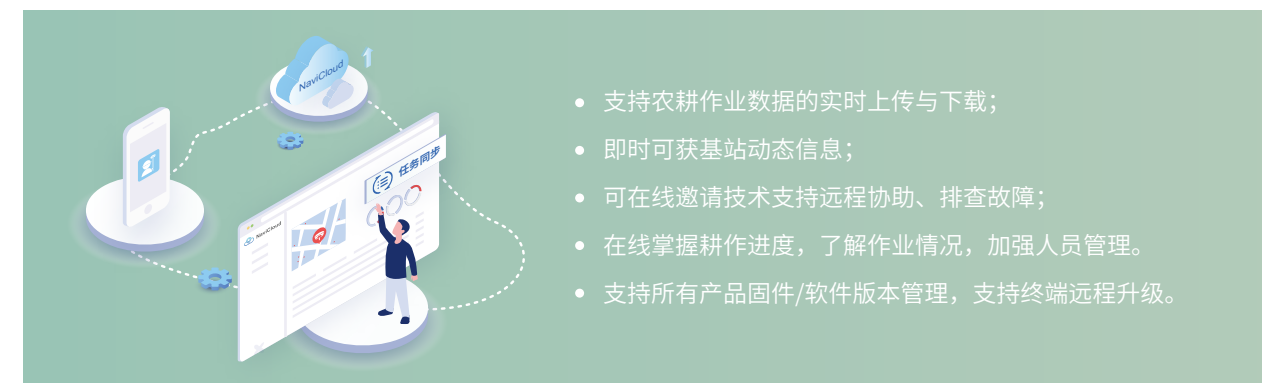 NaviCloud
任务同步
NaviCloud
支持农耕作业数据的实时上传与下载；
即时可获基站动态信息；
可在线邀请技术支持远程协助、排查故障；
在线掌握耕作进度，了解作业情况，加强人员管理。
支持所有产品固件/软件版本管理，支持终端远程升级。